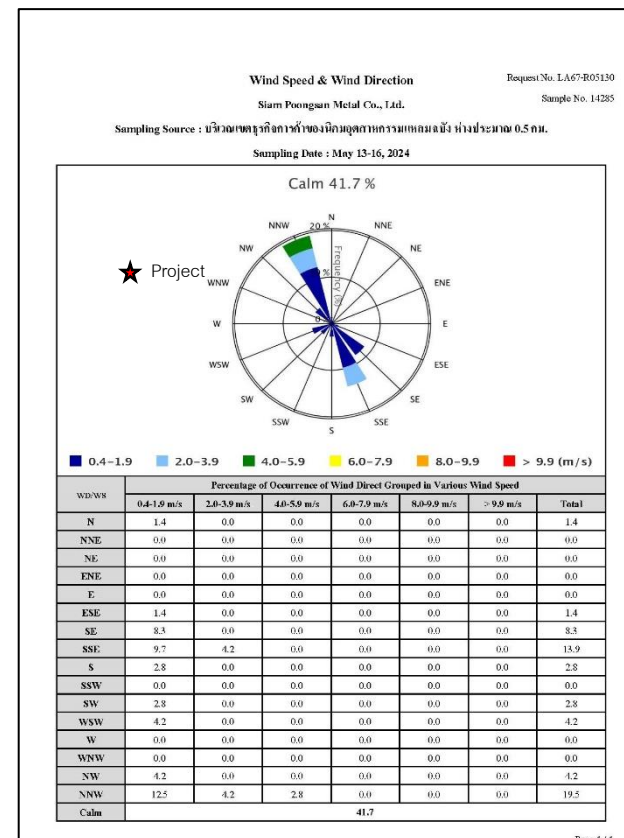 Wind Speed & Wind Direction
Request No. LA67-R05130
Siam Poongsan Metal Co., Ltd.
Sample No. 14285
Sampling Source : บริเวณเขตธุรกิจการค้าของนิคมอุตสาหกรรมแหลมฉบัง ห่างประมาณ 0.5 กม.
Sampling Date : May 13-16, 2024
Calm 41.7 %
N
NNW 20 % NNE
NW NE
Project
WNW ENE
Frequency (%)
W E
WSW ESE
SW SE
SSW SSE
S
0.4-1.9 2.0-3.9 4.0-5.9 6.0-7.9 8.0-9.9 > 9.9 (m/s)
WD/WS Percentage of Occurrence of Wind Direct Grouped in Various Wind Speed
0.4-1.9 m/s 2.0-3.9 m/s 4.0-5.9 m/s 6.0-7.9 m/s 8.0-9.9 m/s > 9.9 m/s Total
N 1.4 0.0 0.0 0.0 0.0 0.0 1.4
NNE 0.0 0.0 0.0 0.0 0.0 0.0 0.0
NE 0.0 0.0 0.0 0.0 0.0 0.0 0.0
ENE 0.0 0.0 0.0 0.0 0.0 0.0 0.0
E 0.0 0.0 0.0 0.0 0.0 0.0 0.0
ESE 1.4 0.0 0.0 0.0 0.0 0.0 1.4
SE 8.3 0.0 0.0 0.0 0.0 0.0 8.3
SSE 9.7 4.2 0.0 0.0 0.0 0.0 13.9
S 2.8 0.0 0.0 0.0 0.0 0.0 2.8
SSW 0.0 0.0 0.0 0.0 0.0 0.0 0.0
SW 2.8 0.0 0.0 0.0 0.0 0.0 2.8
WSW 4.2 0.0 0.0 0.0 0.0 0.0 4.2
W 0.0 0.0 0.0 0.0 0.0 0.0 0.0
WNW 0.0 0.0 0.0 0.0 0.0 0.0 0.0
NW 4.2 0.0 0.0 0.0 0.0 0.0 4.2
NNW 12.5 4.2 2.8 0.0 0.0 0.0 19.5
Calm 41.7